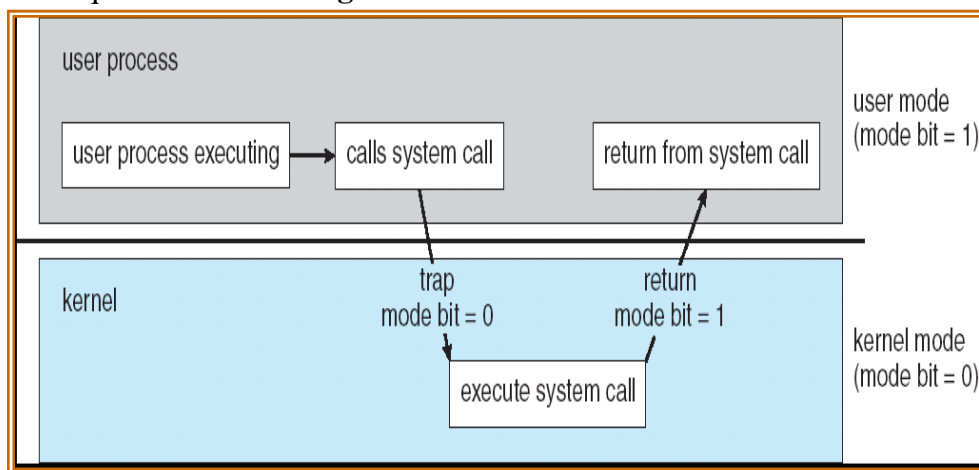 user process
user process executing
calls system call
return from system call
user mode
(mode bit = 1)
kernel
trap
mode bit = 0
return
mode bit = 1
execute system call
kernel mode
(mode bit = 0)